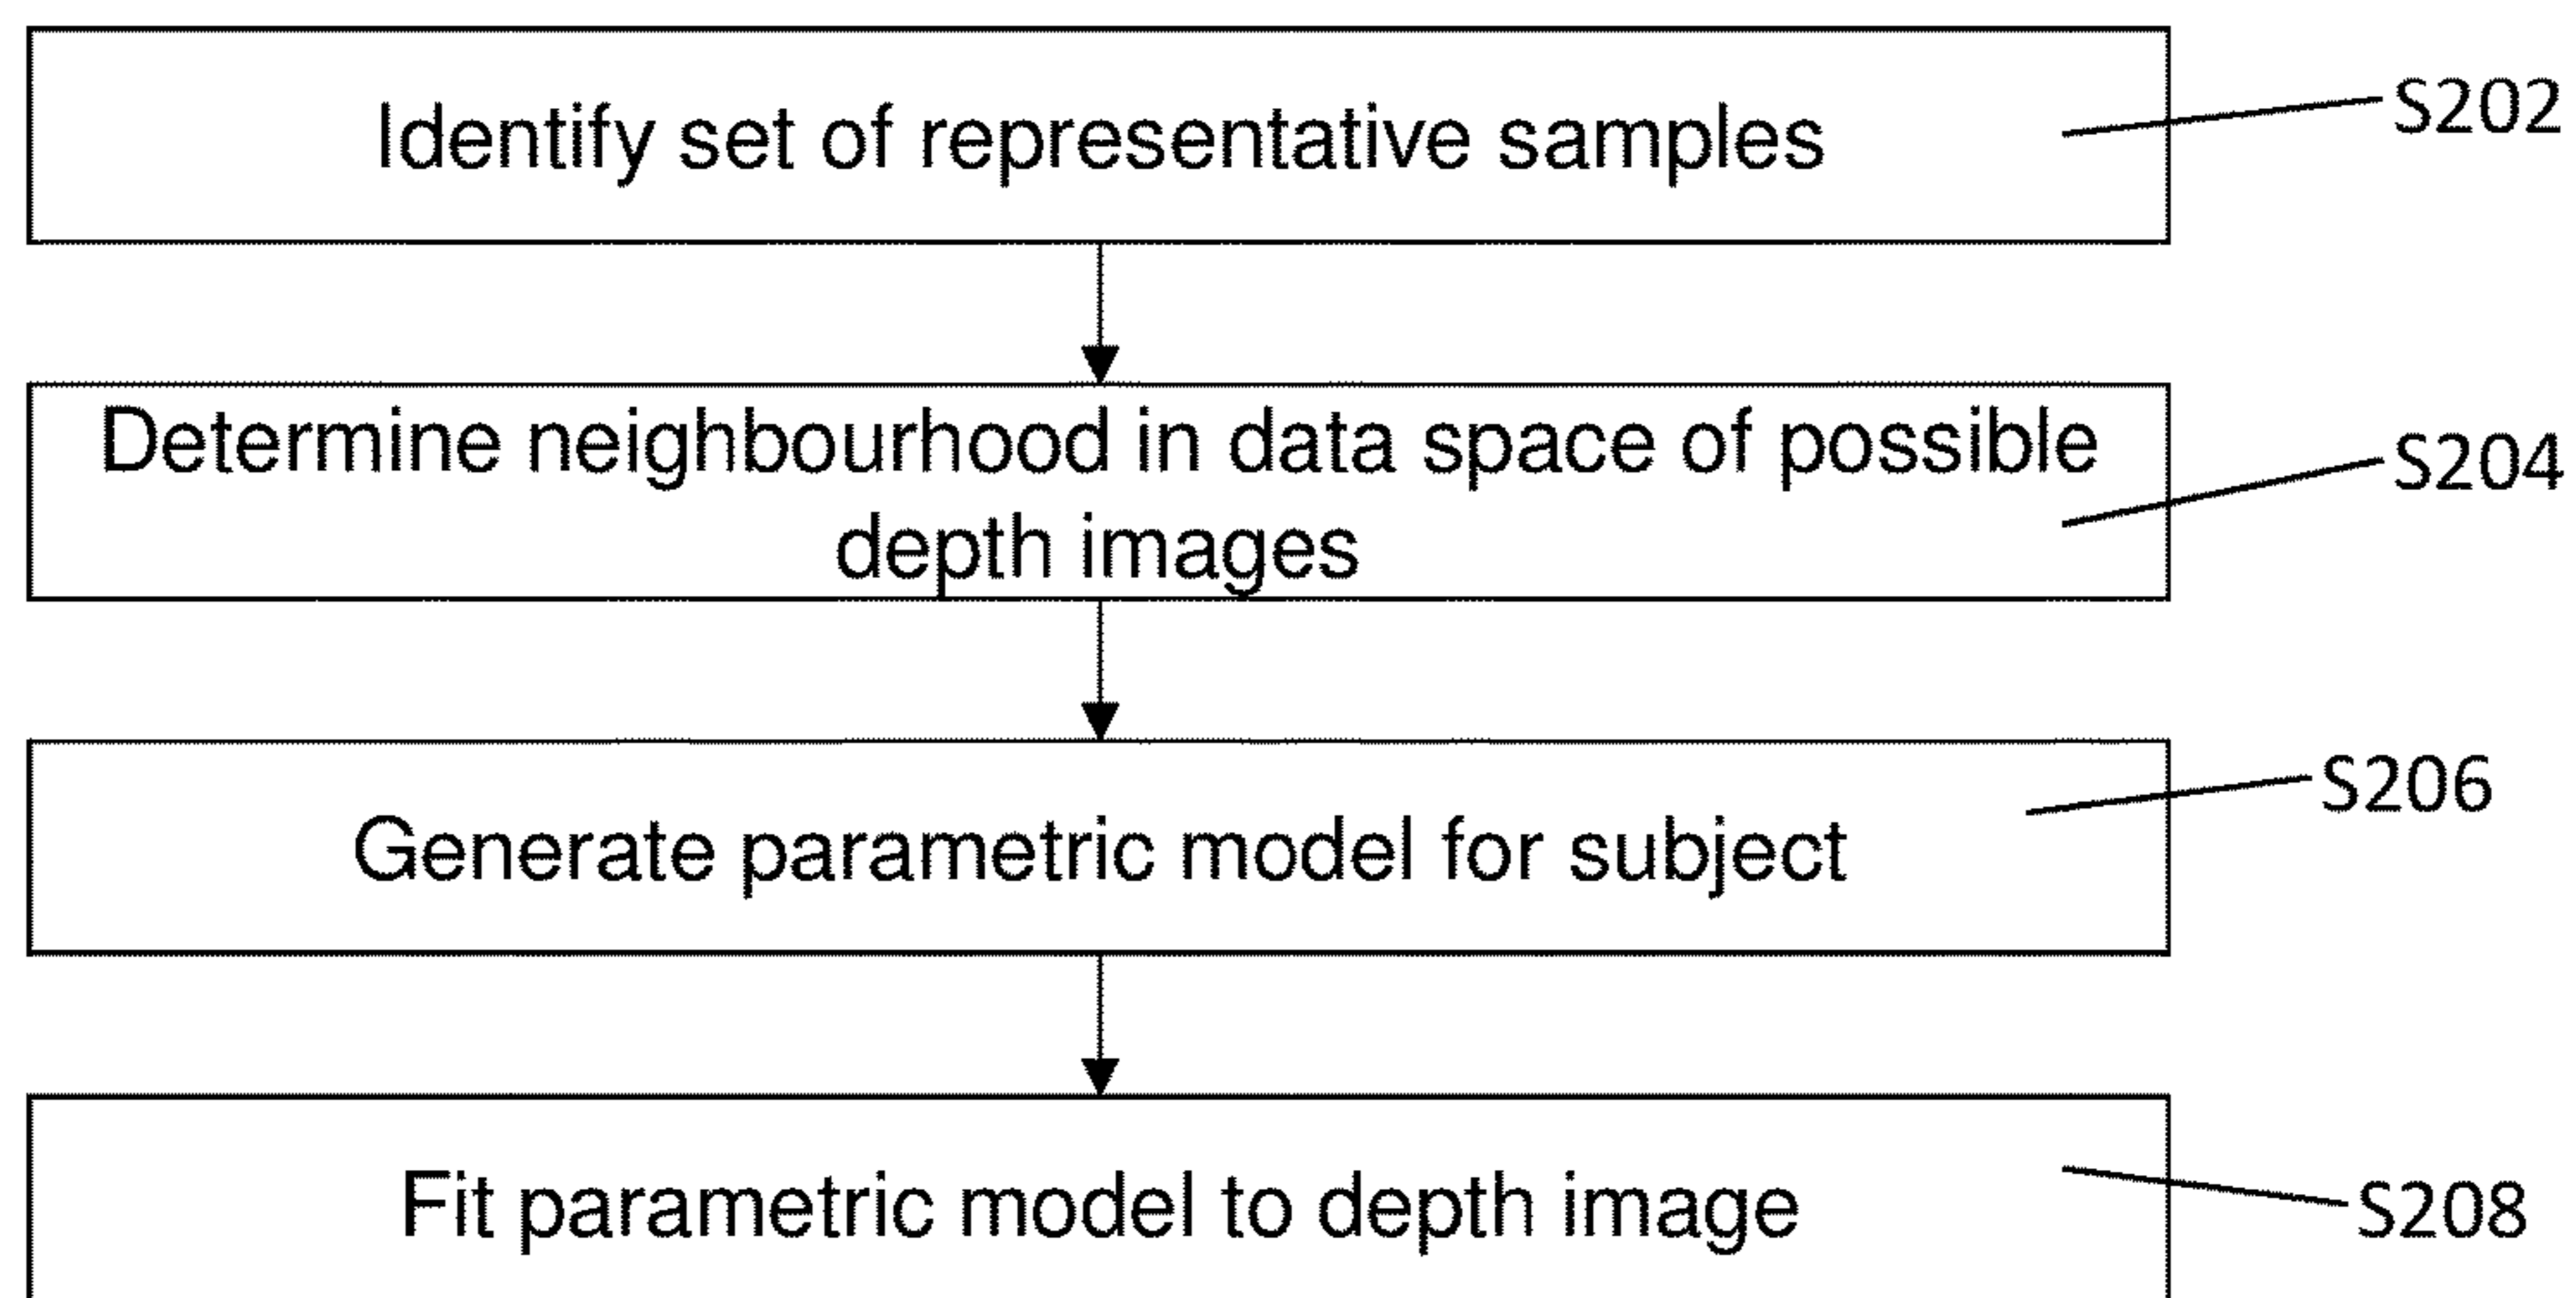 Identify set of representative samples
S202
Determine neighbourhood in data space of possible
depth images
S204
Generate parametric model for subject
S206
Fit parametric model to depth image
S208